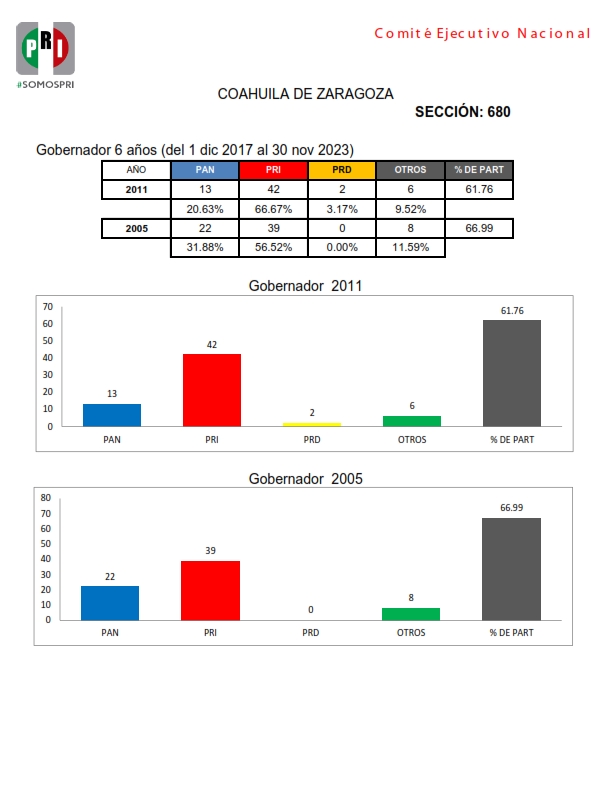 PRI
#SOMOSPRI
Comité Ejecutivo Nacional
COAHUILA DE ZARAGOZA
SECCIÓN: 680
Gobernador 6 años (del 1 dic 2017 al 30 nov 2023)
AÑO PAN PRI PRD OTROS % DE PART
2011 13 42 2 6 61.76
20.63% 66.67% 3.17% 9.52%
2005 22 39 0 8 66.99
31.88% 56.52% 0.00% 11.59%
Gobernador 2011
70
60
50
40
30
20
10
0
13
42
2
6
61.76
PAN PRI PRD OTROS % DE PART
Gobernador 2005
80
70
60
50
40
30
20
10
0
22
39
0
8
66.99
PAN PRI PRD OTROS % DE PART